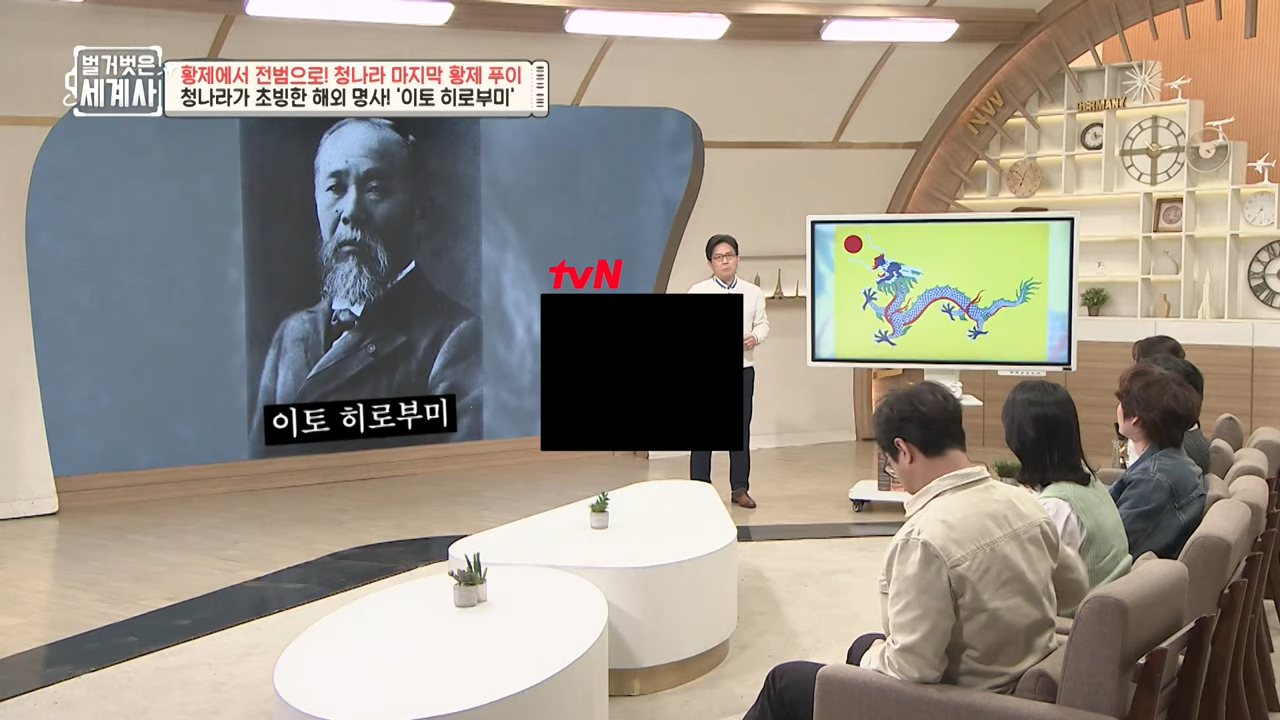 벌거벗은
세계사
황제에서 전범으로! 청나라 마지막 황제 푸이
청나라가 초빙한 해외 명사! '이토 히로부미'
NW
GERMANY
tvN
이토 히로부미